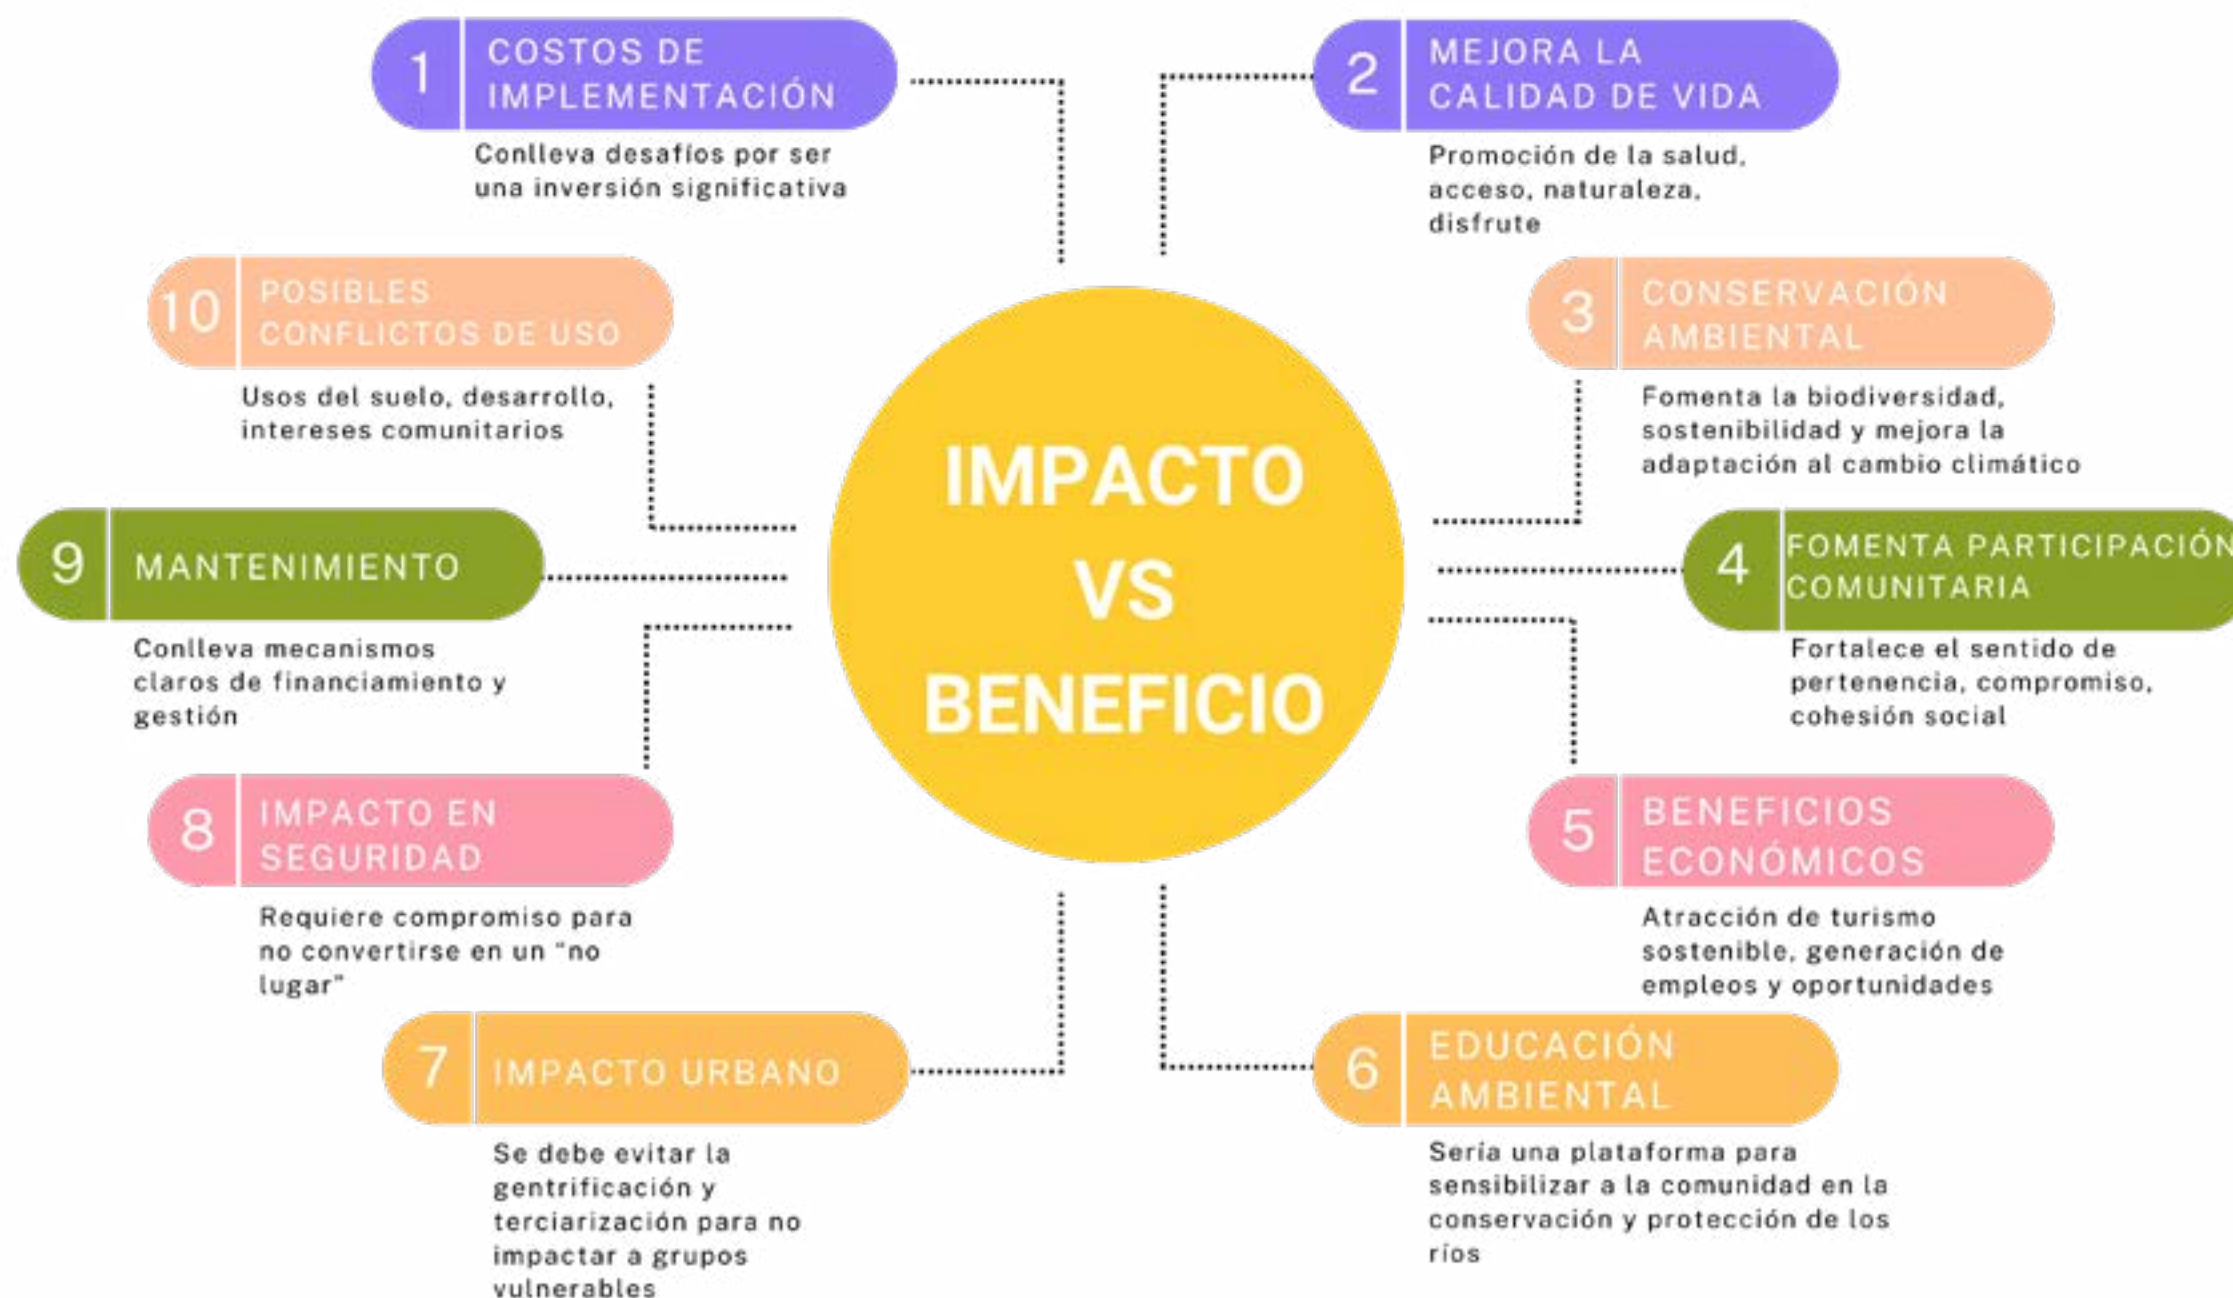 1
COSTOS DE
IMPLEMENTACIÓN
Conlleva desafíos por ser
una inversión significativa
2
MEJORA LA
CALIDAD DE VIDA
Promoción de la salud,
acceso, naturaleza,
disfrute
3
CONSERVACIÓN
AMBIENTAL
Fomenta la biodiversidad,
sostenibilidad y mejora la
adaptación al cambio climático
4
FOMENTA PARTICIPACIÓN
COMUNITARIA
Fortalece el sentido de
pertenencia, compromiso,
cohesión social
5
BENEFICIOS
ECONÓMICOS
Atracción de turismo
sostenible, generación de
empleos y oportunidades
6
EDUCACIÓN
AMBIENTAL
Sería una plataforma para
sensibilizar a la comunidad en la
conservación y protección de los
ríos
7
IMPACTO URBANO
Se debe evitar la
gentrificación y
terciarización para no
impactar a grupos
vulnerables
8
IMPACTO EN
SEGURIDAD
Requiere compromiso para
no convertirse en un "no
lugar"
9
MANTENIMIENTO
Conlleva mecanismos
claros de financiamiento y
gestión
10
POSIBLES
CONFLICTOS DE USO
Usos del suelo, desarrollo,
intereses comunitarios
IMPACTO
VS
BENEFICIO